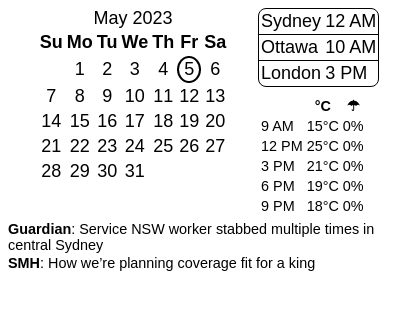 May 2023
Su Mo Tu We Th Fr Sa
1 2 3 4 5 6
7 8 9 10 11 12 13
14 15 16 17 18 19 20
21 22 23 24 25 26 27
28 29 30 31
Sydney 12 AM
Ottawa 10 AM
London 3 PM
°C ☂
9 AM 15°C 0%
12 PM 25°C 0%
3 PM 21°C 0%
6 PM 19°C 0%
9 PM 18°C 0%
Guardian: Service NSW worker stabbed multiple times in
central Sydney
SMH: How we’re planning coverage fit for a king